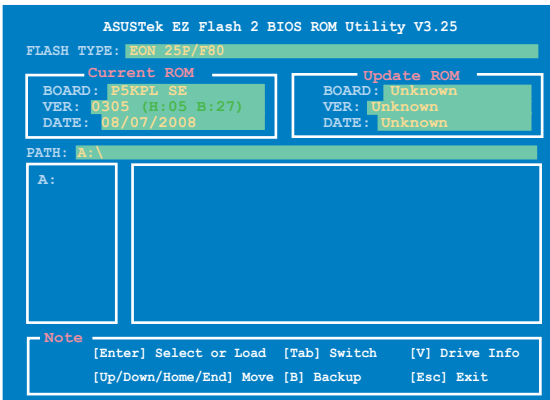 ASUSTek EZ Flash 2 BIOS ROM Utility V3.25
FLASH TYPE: EON 25P/F80
Current ROM
BOARD: P5KPL SE
VER: 0305 (H:05 B:27)
DATE: 08/07/2008
Update ROM
BOARD: Unknown
VER: Unknown
DATE: Unknown
PATH: A:\
A:
Note
[Enter] Select or Load [Tab] Switch [V] Drive Info
[Up/Down/Home/End] Move [B] Backup [Esc] Exit